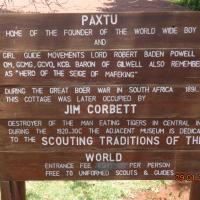 PAXTU
HOME OF THE FOUNDER OF THE WORLD WIDE BOY
AND
GIRL GUIDE MOVEMENTS LORD ROBERT BADEN POWELL
OM, GCMG, GCVO, KCB. BARON OF GILWELL ALSO REMEMBE
AS "HERO OF THE SEIGE OF MAFEKING"
DURING THE GREAT BOER WAR IN SOUTH AFRICA
THIS COTTAGE WAS LATER OCCUPIED BY
JIM CORBETT
DESTROYER OF THE MAN EATING TIGERS IN CENTRAL IN
DURING THE THE ADJACENT MUSEUM IS DEDICA
TO THE SCOUTING TRADITIONS OF TH
WORLD
ENTRANCE FEE PER PERSON
FREE TO UNIFORMED SCOUTS & GUIDES